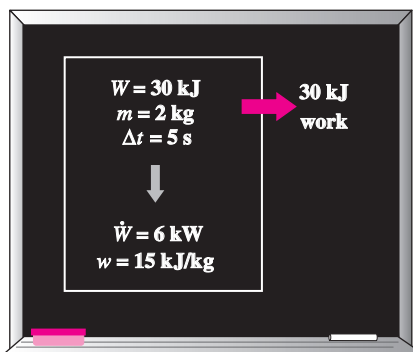 W = 30 kJ
m = 2 kg
Δt = 5 s
30 kJ
work
Ẇ = 6 kW
w = 15 kJ/kg